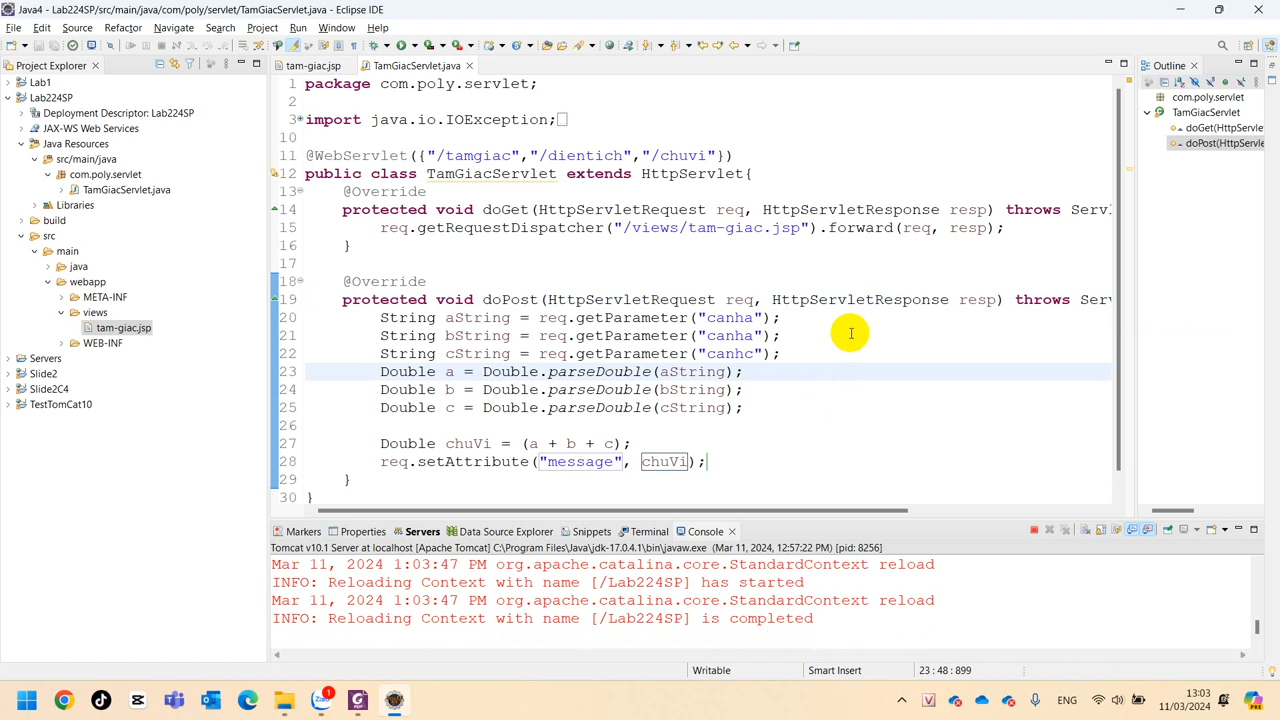 Java4 - Lab224SP/src/main/java/com/poly/servlet/TamGiacServlet.java - Eclipse IDE
File Edit Source Refactor Navigate Search Project Run Window Help
Project Explorer
Lab1
Lab224SP
Deployment Descriptor: Lab224SP
JAX-WS Web Services
Java Resources
src/main/java
com.poly.servlet
TamGiacServlet.java
Libraries
build
src
main
java
webapp
META-INF
views
tam-giac.jsp
WEB-INF
Servers
Slide2
Slide2C4
TestTomCat10
tam-giac.jsp TamGiacServlet.java
1 package com.poly.servlet;
2
3 import java.io.IOException;
10
11 @WebServlet({"/tamgiac","/dientich","/chuvi"})
12 public class TamGiacServlet extends HttpServlet{
13 @Override
14 protected void doGet(HttpServletRequest req, HttpServletResponse resp) throws Serv
15 req.getRequestDispatcher("/views/tam-giac.jsp").forward(req, resp);
16 }
17
18 @Override
19 protected void doPost(HttpServletRequest req, HttpServletResponse resp) throws Serv
20 String aString = req.getParameter("canha");
21 String bString = req.getParameter("canha");
22 String cString = req.getParameter("canhc");
23 Double a = Double.parseDouble(aString);
24 Double b = Double.parseDouble(bString);
25 Double c = Double.parseDouble(cString);
26
27 Double chuVi = (a + b + c);
28 req.setAttribute("message", chuVi);
29 }
30 }
Outline
com.poly.servlet
TamGiacServlet
doGet(HttpServlet
doPost(HttpServle
Markers Properties Servers Data Source Explorer Snippets Terminal Console
Tomcat v10.1 Server at localhost [Apache Tomcat] C:\Program Files\Java\jdk-17.0.4.1\bin\javaw.exe (Mar 11, 2024, 12:57:22 PM) [pid: 8256]
Mar 11, 2024 1:03:47 PM org.apache.catalina.core.StandardContext reload
INFO: Reloading Context with name [/Lab224SP] has started
Mar 11, 2024 1:03:47 PM org.apache.catalina.core.StandardContext reload
INFO: Reloading Context with name [/Lab224SP] is completed
Writable Smart Insert 23 : 48 : 899
1
V
ENG
13:03
11/03/2024
PRE